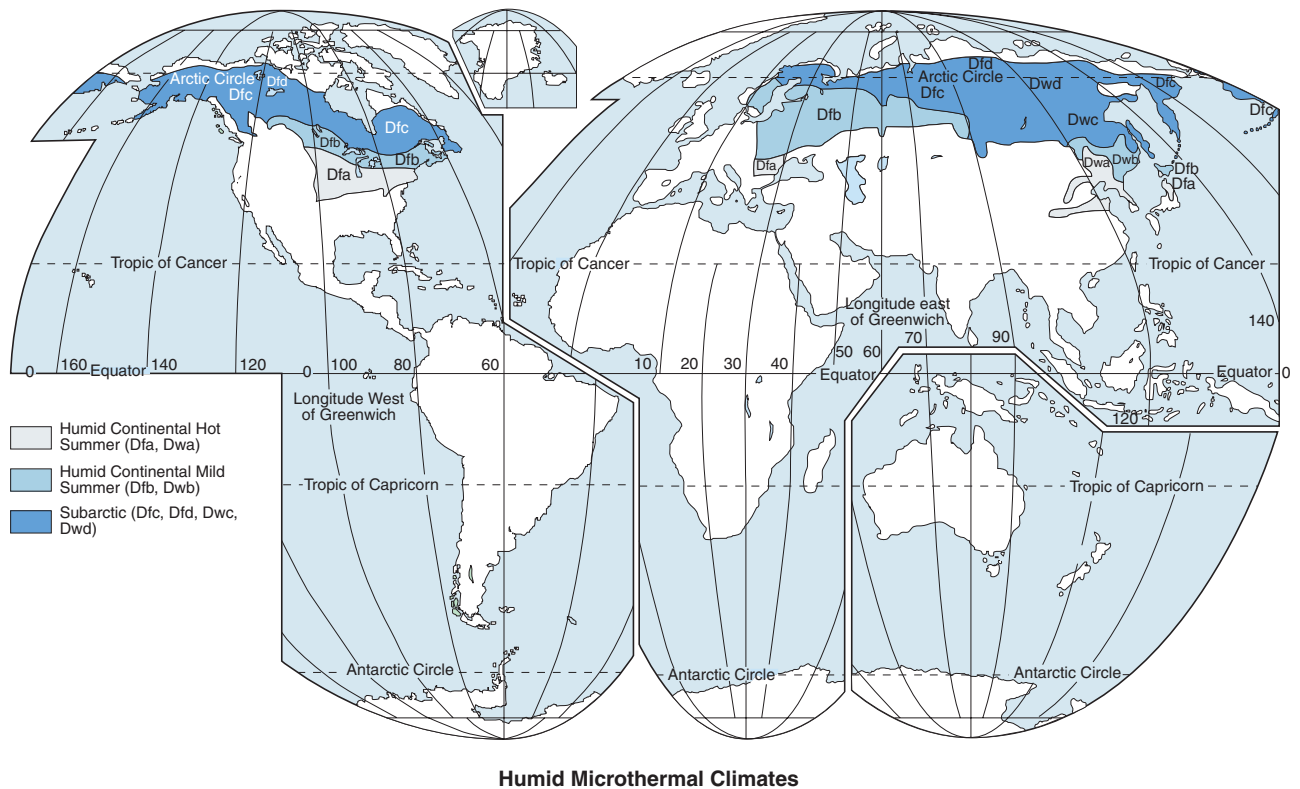 Arctic Circle
Dfd
Dfc
Dfc
Dfb
Dfb
Dfa
Dfd
Arctic Circle
Dfc
Dwd
Dfc
Dfc
Dfb
Dwc
Dfa
Dwa
Dwb
Dfb
Dfa
Tropic of Cancer
Tropic of Cancer
Tropic of Cancer
Longitude east
of Greenwich
140
0
160
Equator
140
120
0
100
80
60
10
20
30
40
50
60
70
90
Equator
Equator
0
120
Longitude West
of Greenwich
Humid Continental Hot
Summer (Dfa, Dwa)
Humid Continental Mild
Summer (Dfb, Dwb)
Subarctic (Dfc, Dfd, Dwc,
Dwd)
Tropic of Capricorn
Tropic of Capricorn
Antarctic Circle
Antarctic Circle
Antarctic Circle
Humid Microthermal Climates